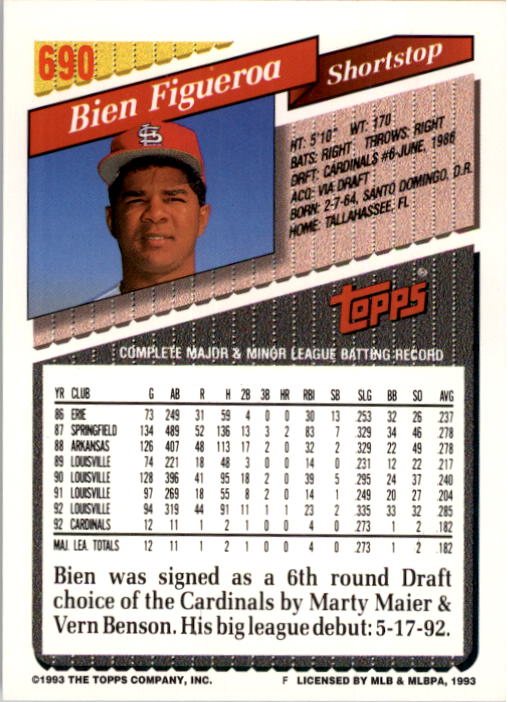 690
Bien Figueroa
Shortstop
HT: 5'10" WT: 170
BATS: RIGHT THROWS: RIGHT
DRFT: CARDINALS #6-JUNE, 1986
ACQ: VIA DRAFT
BORN: 2-7-64, SANTO DOMINGO, D.R.
HOME: TALLAHASSEE, FL
topps®
COMPLETE MAJOR & MINOR LEAGUE BATTING RECORD
YR CLUB G AB R H 2B 3B HR RBI SB SLG BB SO AVG
86 ERIE 73 249 31 59 4 0 0 30 13 .253 32 26 .237
87 SPRINGFIELD 134 489 52 136 13 3 2 83 7 .329 34 46 .278
88 ARKANSAS 126 407 48 113 17 2 0 32 2 .329 22 49 .278
89 LOUISVILLE 74 221 18 48 3 0 0 14 0 .231 12 22 .217
90 LOUISVILLE 128 396 41 95 18 2 0 39 5 .295 24 37 .240
91 LOUISVILLE 97 269 18 55 8 2 0 14 1 .249 20 27 .204
92 LOUISVILLE 94 319 44 91 11 1 1 23 2 .335 33 32 .285
92 CARDINALS 12 11 1 2 1 0 0 4 0 .273 1 2 .182
MAJ. LEA. TOTALS 12 11 1 2 1 0 0 4 0 .273 1 2 .182
Bien was signed as a 6th round Draft
choice of the Cardinals by Marty Maier &
Vern Benson. His big league debut: 5-17-92.
©1993 THE TOPPS COMPANY, INC. F LICENSED BY MLB & MLBPA, 1993